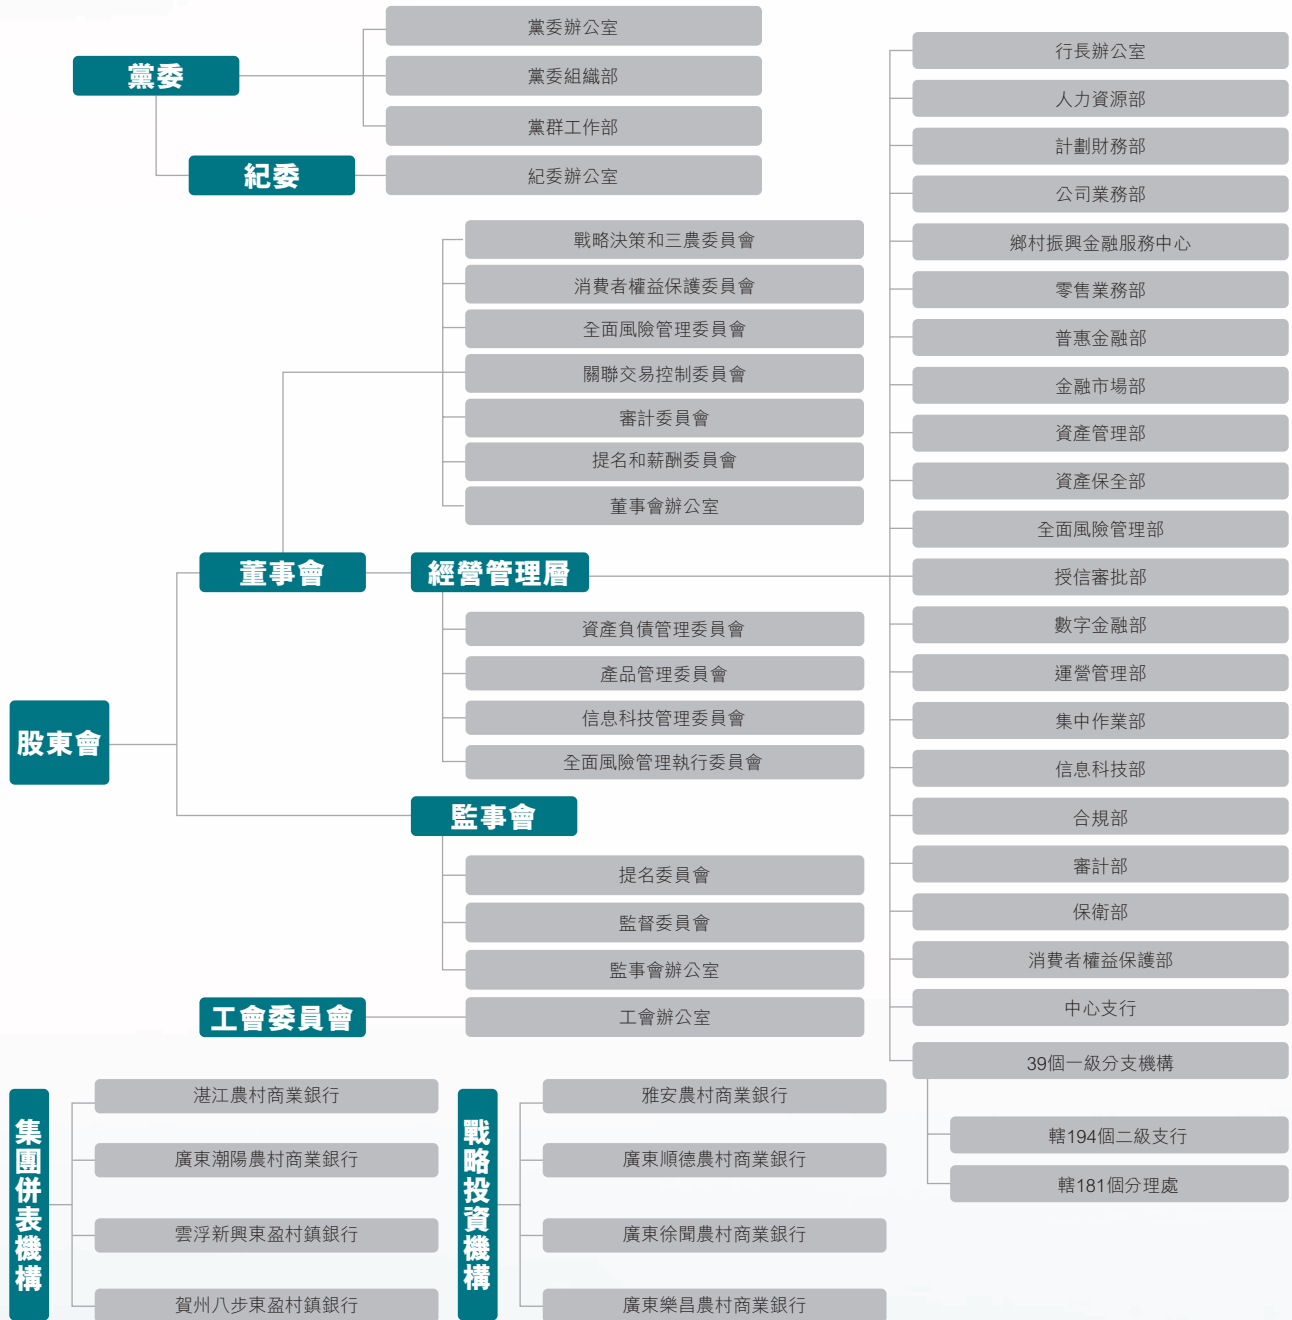 黨委
黨委辦公室
黨委組織部
黨群工作部
紀委
紀委辦公室
股東會
董事會
戰略決策和三農委員會
消費者權益保護委員會
全面風險管理委員會
關聯交易控制委員會
審計委員會
提名和薪酬委員會
董事會辦公室
經營管理層
資產負債管理委員會
產品管理委員會
信息科技管理委員會
全面風險管理執行委員會
監事會
提名委員會
監督委員會
監事會辦公室
工會委員會
工會辦公室
行長辦公室
人力資源部
計劃財務部
公司業務部
鄉村振興金融服務中心
零售業務部
普惠金融部
金融市場部
資產管理部
資產保全部
全面風險管理部
授信審批部
數字金融部
運營管理部
集中作業部
信息科技部
合規部
審計部
保衛部
消費者權益保護部
中心支行
39個一級分支機構
轄194個二級支行
轄181個分理處
集團併表機構
湛江農村商業銀行
廣東潮陽農村商業銀行
雲浮新興東盈村鎮銀行
賀州八步東盈村鎮銀行
戰略投資機構
雅安農村商業銀行
廣東順德農村商業銀行
廣東徐聞農村商業銀行
廣東樂昌農村商業銀行